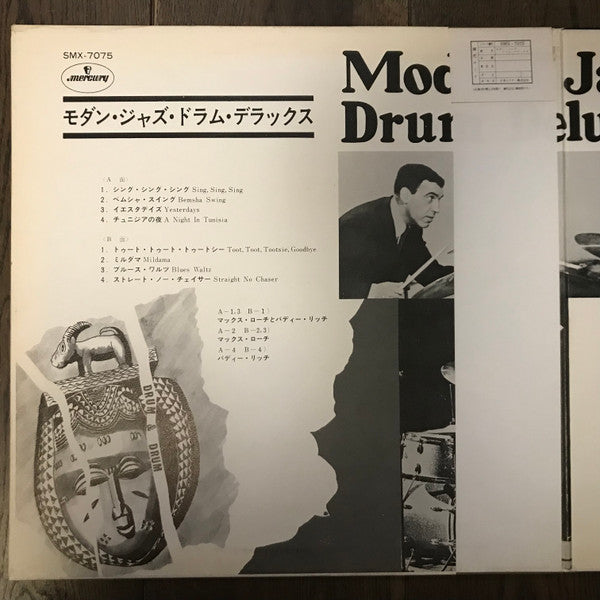 SMX-7075
mercury
モダン・ジャズ・ドラム・デラックス
Mod Ja
Drum elu
(A 面)
1. シング・シング・シング Sing, Sing, Sing
2. ベムシャ・スイング Bemsha Swing
3. イエスタデイズ Yesterdays
4. チュニジアの夜 A Night In Tunisia
(B 面)
1. トゥート・トゥート・トゥートシー Toot, Toot, Tootsie, Goodbye
2. ミルダマ Mildama
3. ブルース・ワルツ Blues Waltz
4. ストレート・ノー・チェイサー Straight No Chaser
A-1.3 B-1)
マックス・ローチとバディー・リッチ
A-2 B-2.3)
マックス・ローチ
A-4 B-4)
バディー・リッチ
DRUM & DRUM